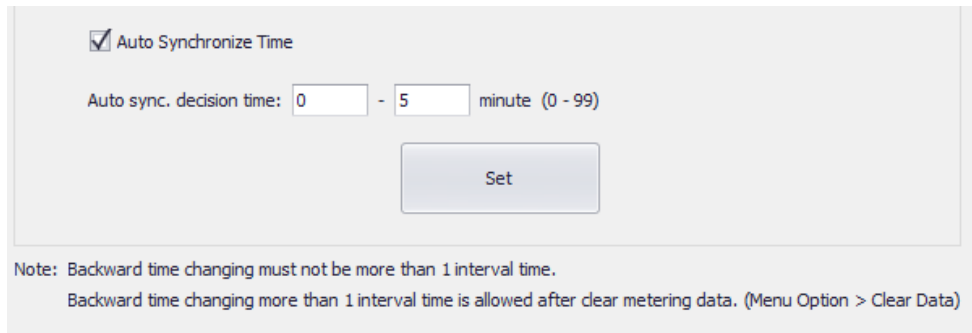 Auto Synchronize Time
Auto sync. decision time: 0 - 5 minute (0 - 99)
Set
Note: Backward time changing must not be more than 1 interval time.
Backward time changing more than 1 interval time is allowed after clear metering data. (Menu Option > Clear Data)